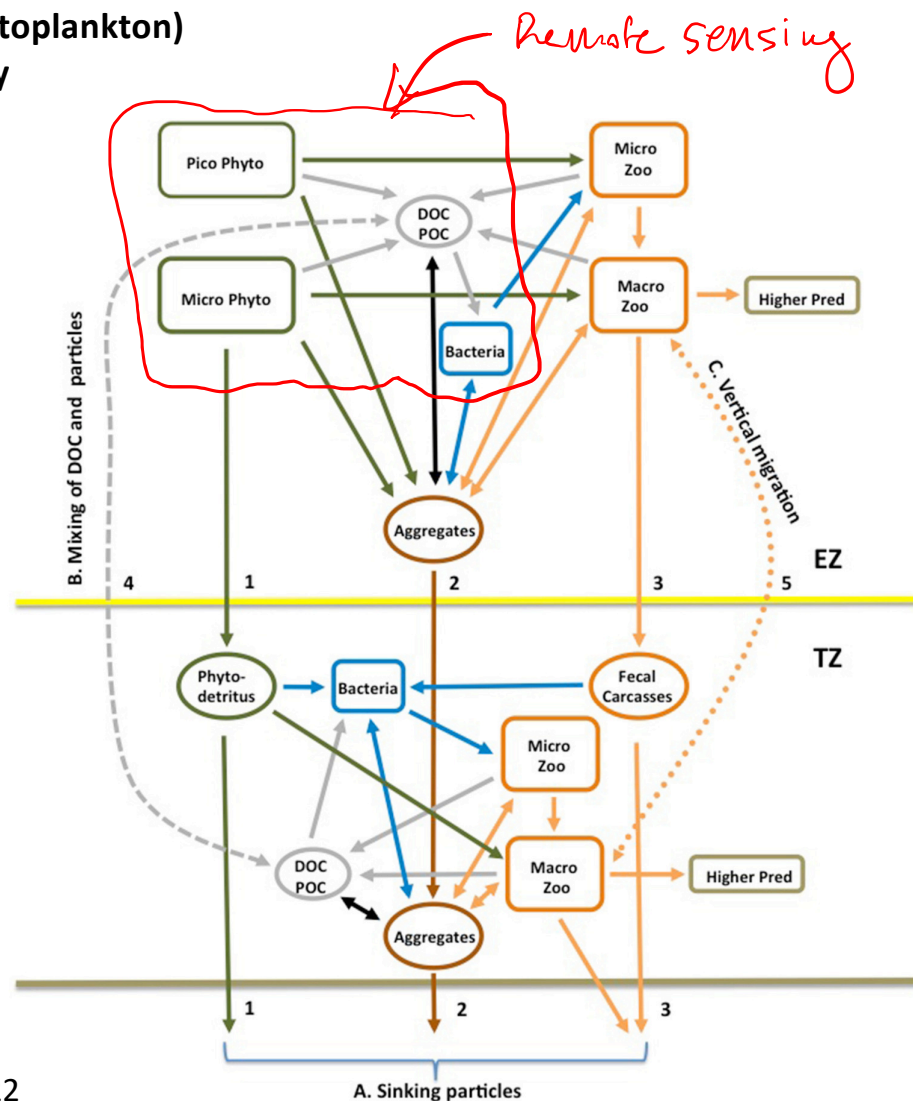 toplankton)
y
Remote sensing
Pico Phyto
Micro
Zoo
DOC
POC
Micro Phyto
Macro
Zoo
Higher Pred
Bacteria
B. Mixing of DOC and particles
C. Vertical migration
Aggregates
EZ
4
1
2
3
5
TZ
Phyto-
detritus
Bacteria
Fecal
Carcasses
Micro
Zoo
DOC
POC
Macro
Zoo
Higher Pred
Aggregates
1
2
3
A. Sinking particles
.2